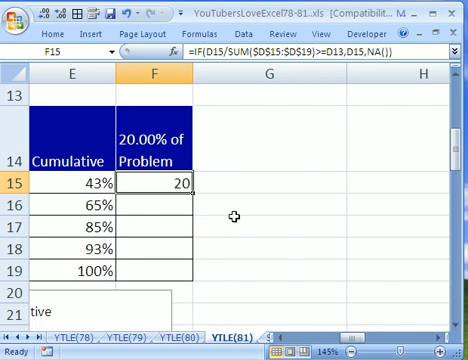 YouTubersLoveExcel78-81..xls [Compatibilit...
Home Insert Page Layout Formulas Data Review View
F15 =IF(D15/SUM($D$15:$D$19)>=D13,D15,NA())
E F G H
13
20.00% of
14 Cumulative Problem
15 43% 20
16 65%
17 85%
18 93%
19 100%
20
21 tive
YTLE(78) YTLE(79) YTLE(80) YTLE(81)
Ready 145%